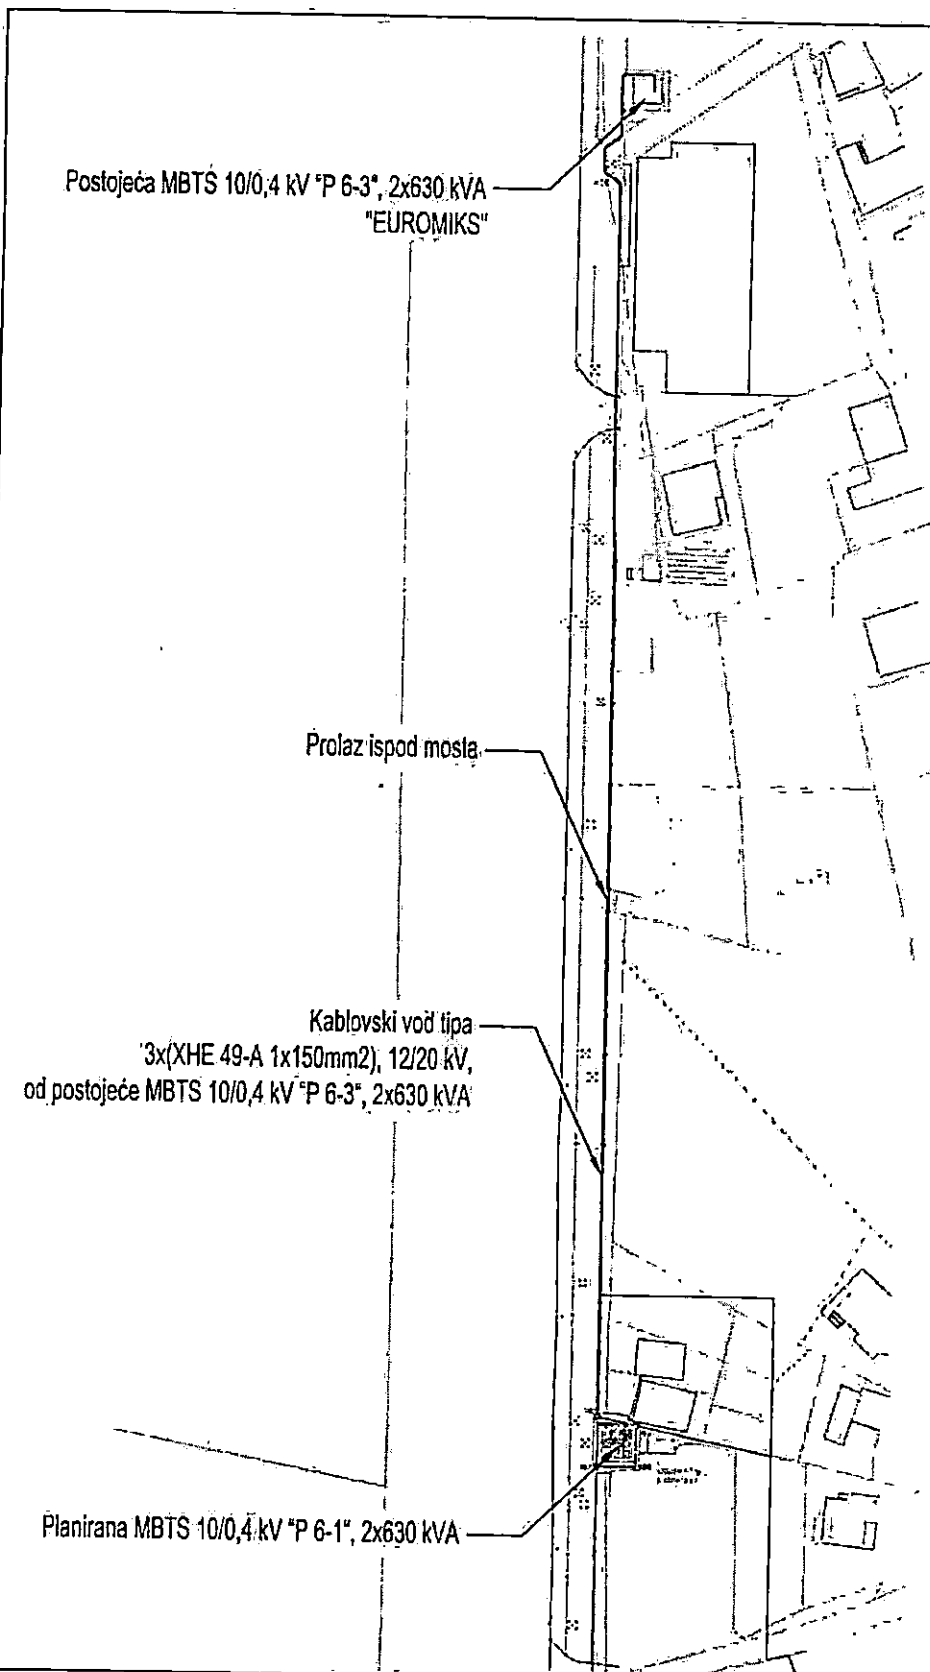 Postojeća MBTS 10/0,4 kV "P 6-3", 2x630 kVA
"EUROMIKS"
Prolaz ispod mosta
Kablovski vod tipa
3x(XHE 49-A 1x150mm2), 12/20 kV,
od postojeće MBTS 10/0,4 kV "P 6-3", 2x630 kVA
Planirana MBTS 10/0,4 kV "P 6-1", 2x630 kVA